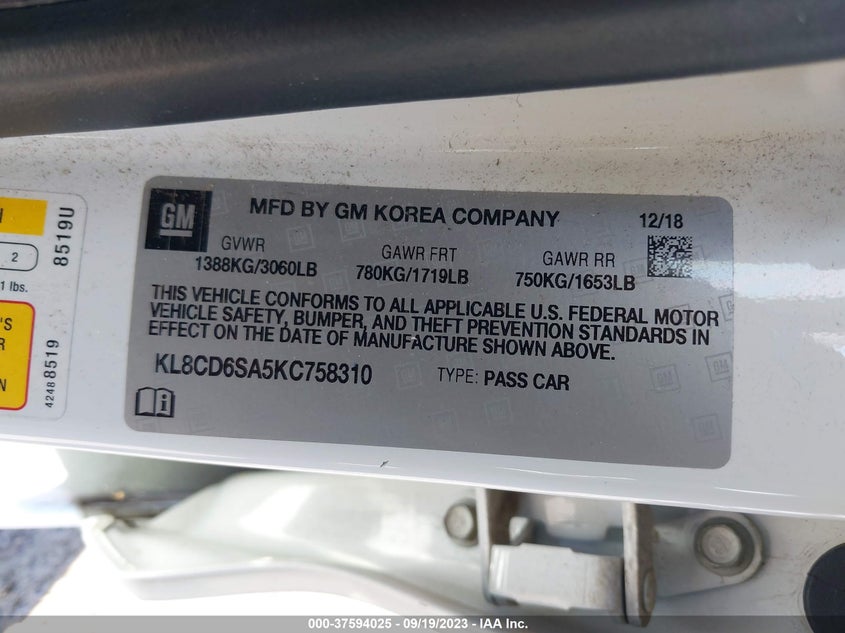 GM
MFD BY GM KOREA COMPANY
12/18
GVWR
1388KG/3060LB
GAWR FRT
780KG/1719LB
GAWR RR
750KG/1653LB
THIS VEHICLE CONFORMS TO ALL APPLICABLE U.S. FEDERAL MOTOR
VEHICLE SAFETY, BUMPER, AND THEFT PREVENTION STANDARDS IN
EFFECT ON THE DATE OF MANUFACTURE SHOWN ABOVE.
KL8CD6SA5KC758310
TYPE: PASS CAR
2
1 lbs.
'S
R
N
8519U
42488519
000-37594025 - 09/19/2023 - IAA Inc.